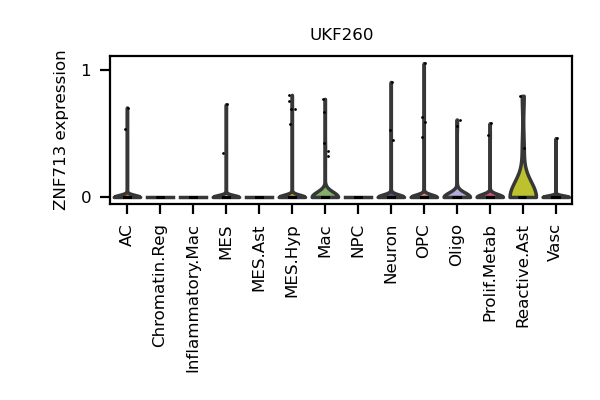 UKF260
ZNF713 expression
1
0
AC
Chromatin.Reg
Inflammatory.Mac
MES
MES.Ast
MES.Hyp
Mac
NPC
Neuron
OPC
Oligo
Prolif.Metab
Reactive.Ast
Vasc